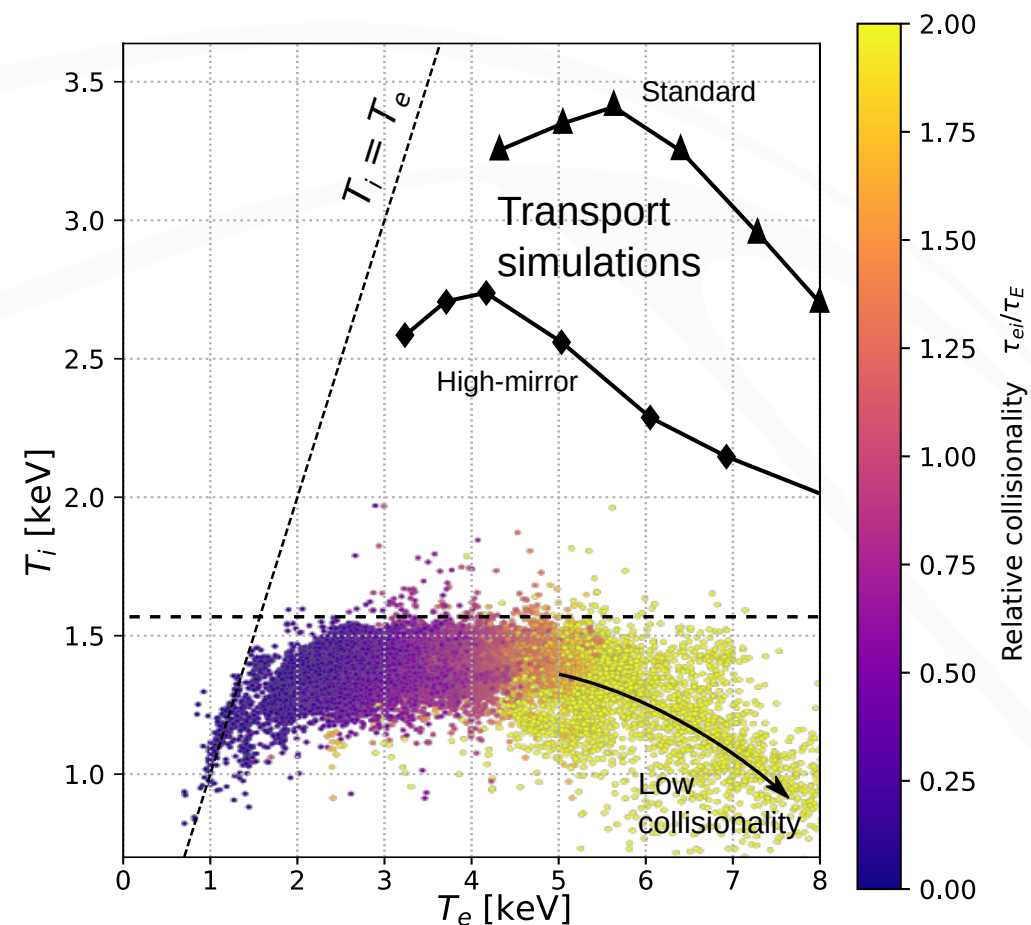 T_i = T_e
Standard
Transport
simulations
High-mirror
Low
collisionality
T_i [keV]
3.5
3.0
2.5
2.0
1.5
1.0
0
1
2
3
4
5
6
7
8
T_e [keV]
2.00
1.75
1.50
1.25
1.00
0.75
0.50
0.25
0.00
Relative collisionality τ_ei/τ_E